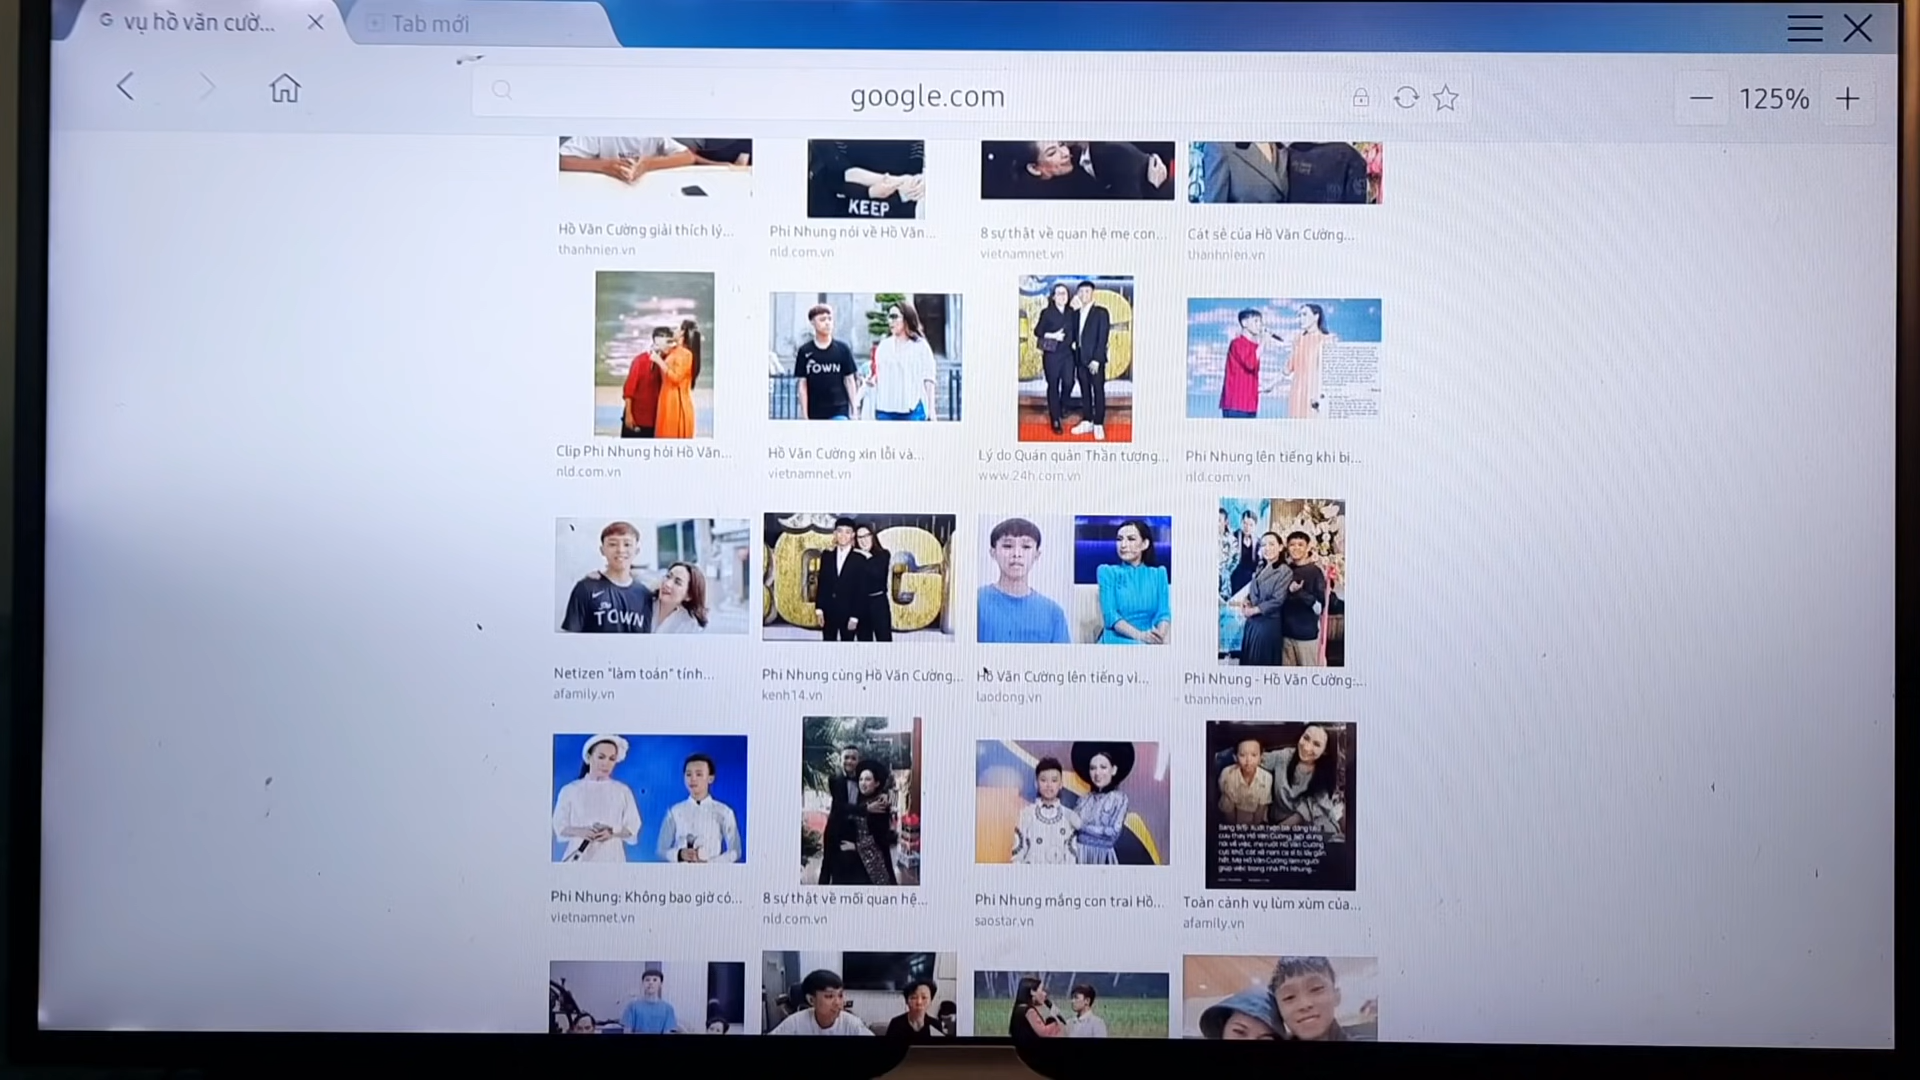 G vụ hồ văn cườ...
Tab mới
google.com
125%
KEEP
Hồ Văn Cường giải thích lý...
thanhnien.vn
Phi Nhung nói về Hồ Văn...
nld.com.vn
8 sự thật về quan hệ mẹ con...
vietnamnet.vn
Cát sê của Hồ Văn Cường...
thanhnien.vn
TOWN
Clip Phi Nhung hỏi Hồ Văn...
nld.com.vn
Hồ Văn Cường xin lỗi và...
vietnamnet.vn
Lý do Quán quân Thần tượng...
www.24h.com.vn
Phi Nhung lên tiếng khi bị...
nld.com.vn
TOWN
G
Netizen "làm toán" tính...
afamily.vn
Phi Nhung cùng Hồ Văn Cường...
kenh14.vn
Hồ Văn Cường lên tiếng vì...
laodong.vn
Phi Nhung - Hồ Văn Cường:...
thanhnien.vn
Phi Nhung: Không bao giờ có...
vietnamnet.vn
8 sự thật về mối quan hệ...
nld.com.vn
Phi Nhung mắng con trai Hồ...
saostar.vn
Toàn cảnh vụ lùm xùm của...
afamily.vn